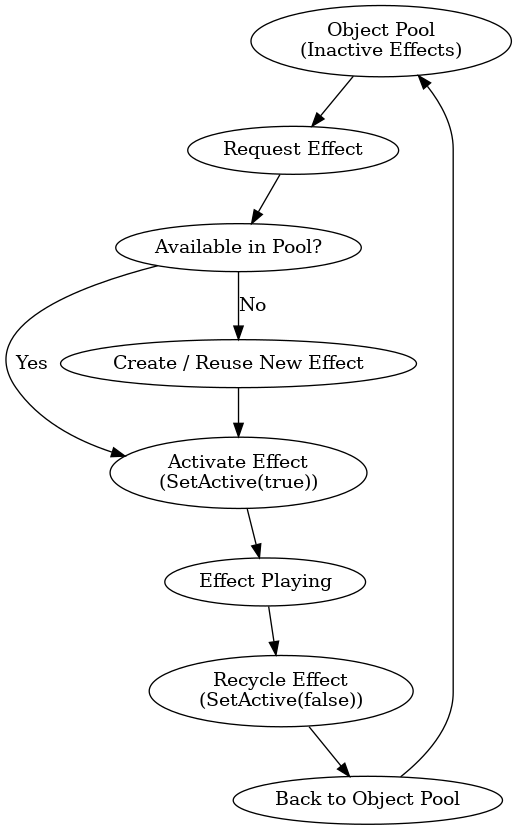 Object Pool
(Inactive Effects)
Request Effect
Available in Pool?
No
Yes
Create / Reuse New Effect
Activate Effect
(SetActive(true))
Effect Playing
Recycle Effect
(SetActive(false))
Back to Object Pool